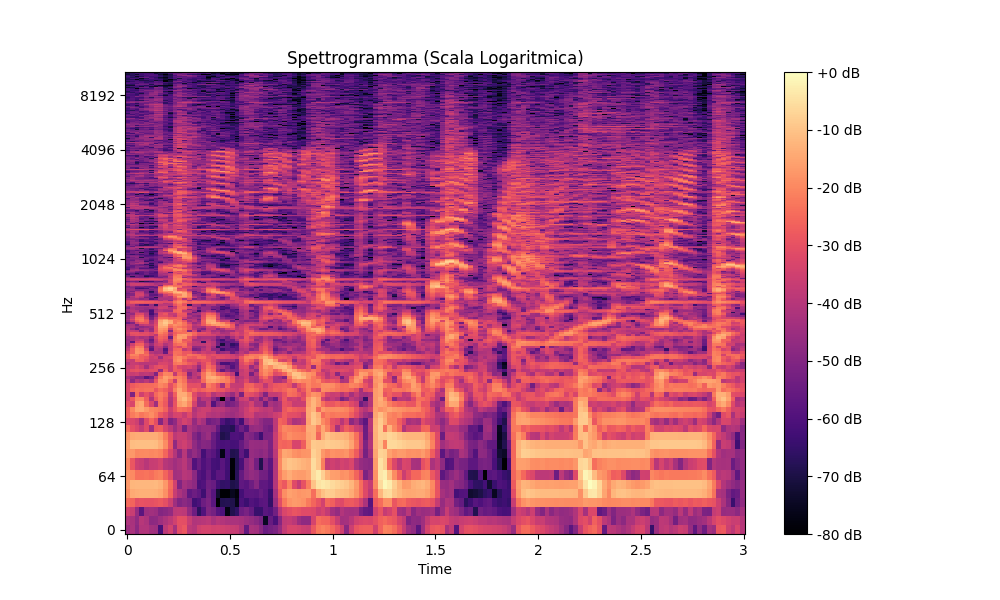 Spettrogramma (Scala Logaritmica)
Hz
8192
4096
2048
1024
512
256
128
64
0
0
0.5
1
1.5
2
2.5
3
Time
+0 dB
-10 dB
-20 dB
-30 dB
-40 dB
-50 dB
-60 dB
-70 dB
-80 dB